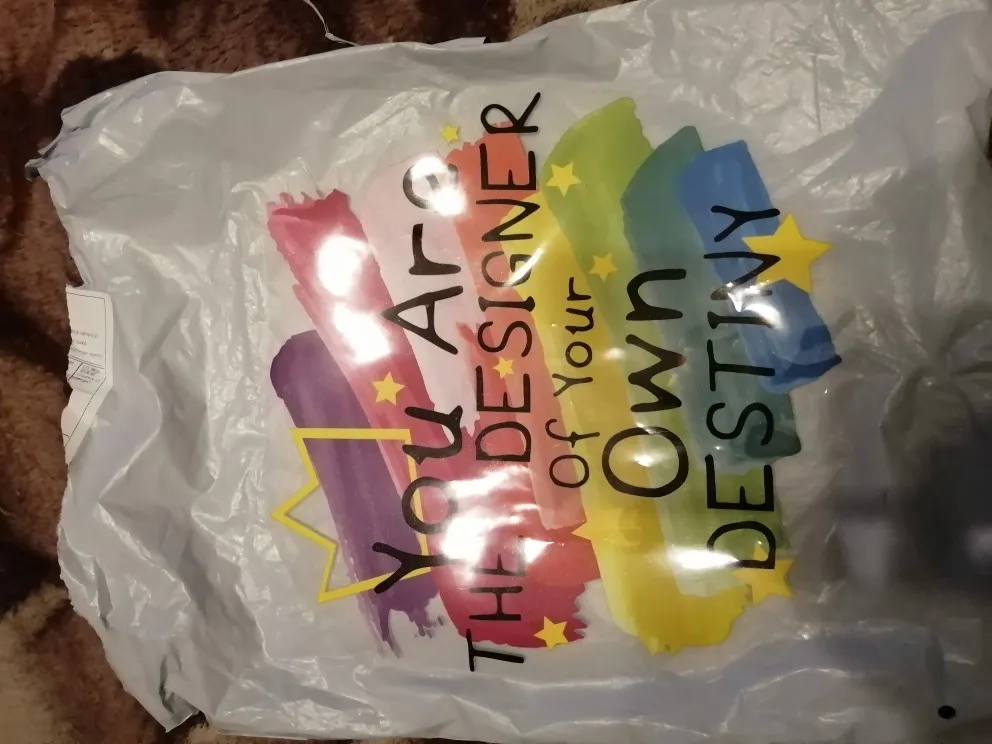 You Are
THE DESIGNER
Of Your
Own
DESTINY